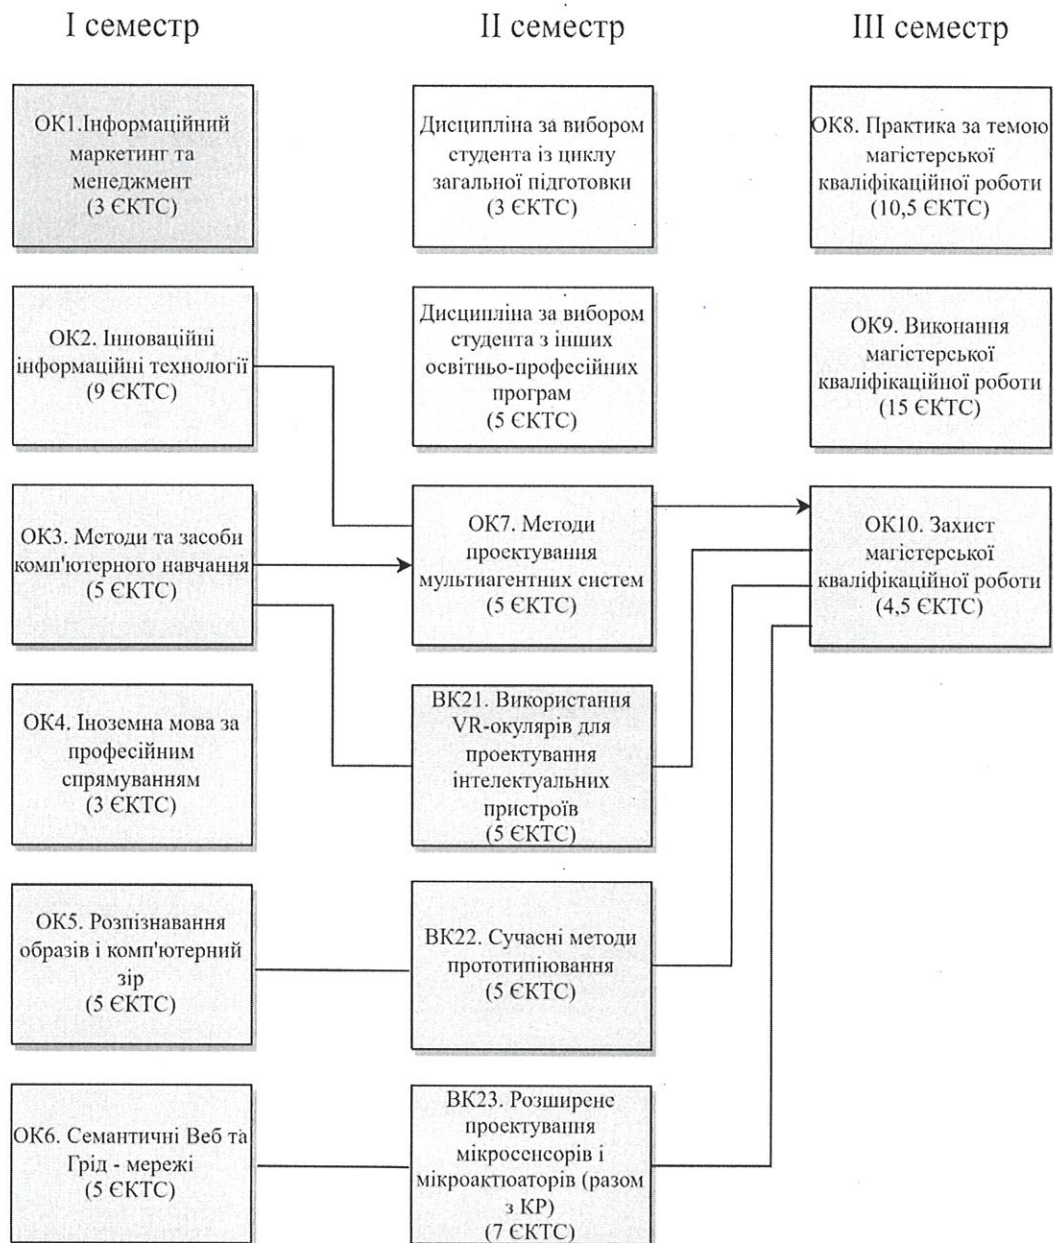 І семестр
ІІ семестр
ІІІ семестр
ОК1.Інформаційний
маркетинг та
менеджмент
(3 ЄКТС)
Дисципліна за вибором
студента із циклу
загальної підготовки
(3 ЄКТС)
ОК8. Практика за темою
магістерської
кваліфікаційної роботи
(10,5 ЄКТС)
ОК2. Інноваційні
інформаційні технології
(9 ЄКТС)
Дисципліна за вибором
студента з інших
освітньо-професійних
програм
(5 ЄКТС)
ОК9. Виконання
магістерської
кваліфікаційної роботи
(15 ЄКТС)
ОК3. Методи та засоби
комп'ютерного навчання
(5 ЄКТС)
ОК7. Методи
проектування
мультиагентних систем
(5 ЄКТС)
ОК10. Захист
магістерської
кваліфікаційної роботи
(4,5 ЄКТС)
ОК4. Іноземна мова за
професійним
спрямуванням
(3 ЄКТС)
ВК21. Використання
VR-окулярів для
проектування
інтелектуальних
пристроїв
(5 ЄКТС)
ОК5. Розпізнавання
образів і комп'ютерний
зір
(5 ЄКТС)
ВК22. Сучасні методи
прототипіювання
(5 ЄКТС)
ОК6. Семантичні Веб та
Грід - мережі
(5 ЄКТС)
ВК23. Розширене
проектування
мікросенсорів і
мікроактюаторів (разом
з КР)
(7 ЄКТС)